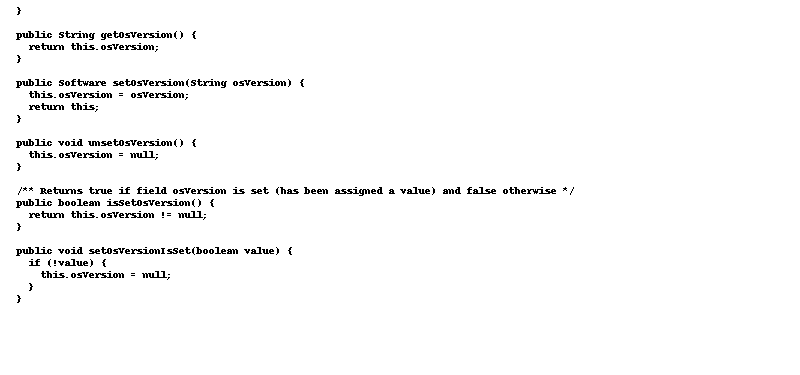 }

public String getOsVersion() {
  return this.osVersion;
}

public Software setOsVersion(String osVersion) {
  this.osVersion = osVersion;
  return this;
}

public void unsetOsVersion() {
  this.osVersion = null;
}

/** Returns true if field osVersion is set (has been assigned a value) and false otherwise */
public boolean isSetOsVersion() {
  return this.osVersion != null;
}

public void setOsVersionIsSet(boolean value) {
  if (!value) {
    this.osVersion = null;
  }
}